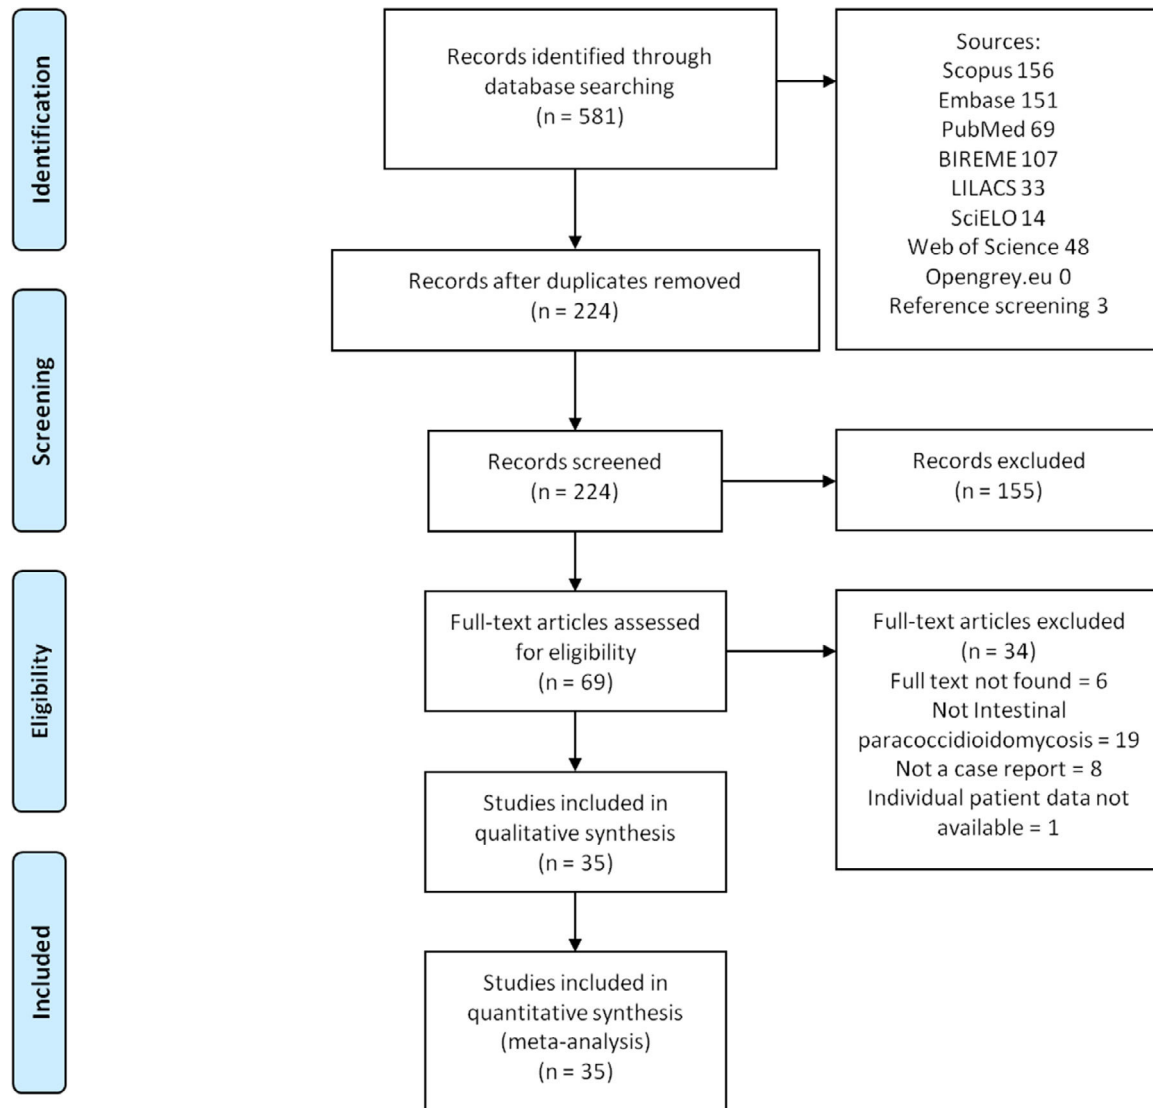 Identification
Records identified through
database searching
(n = 581)
Sources:
Scopus 156
Embase 151
PubMed 69
BIREME 107
LILACS 33
SciELO 14
Web of Science 48
Opengrey.eu 0
Reference screening 3
Records after duplicates removed
(n = 224)
Screening
Records screened
(n = 224)
Records excluded
(n = 155)
Eligibility
Full-text articles assessed
for eligibility
(n = 69)
Full-text articles excluded
(n = 34)
Full text not found = 6
Not Intestinal
paracoccidioidomycosis = 19
Not a case report = 8
Individual patient data not
available = 1
Studies included in
qualitative synthesis
(n = 35)
Included
Studies included in
quantitative synthesis
(meta-analysis)
(n = 35)